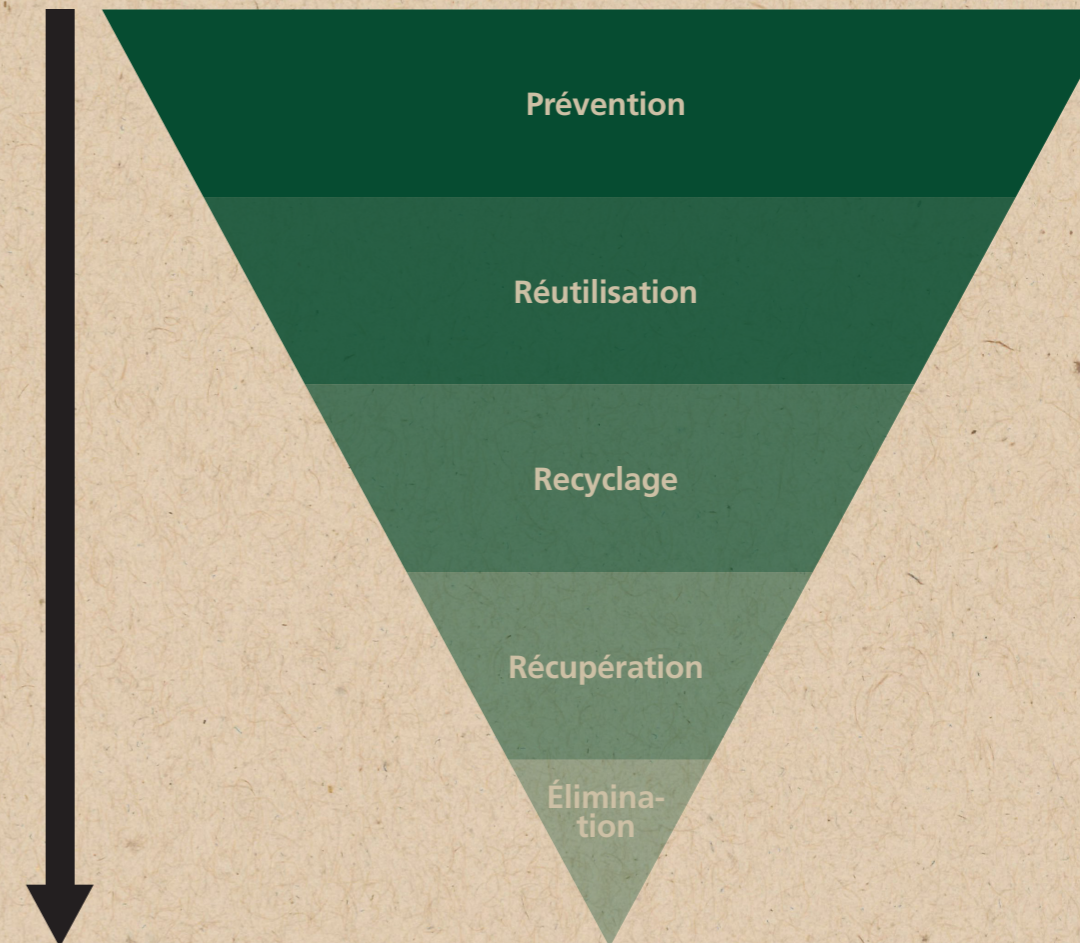 Prévention
Réutilisation
Recyclage
Récupération
Élimina-
tion